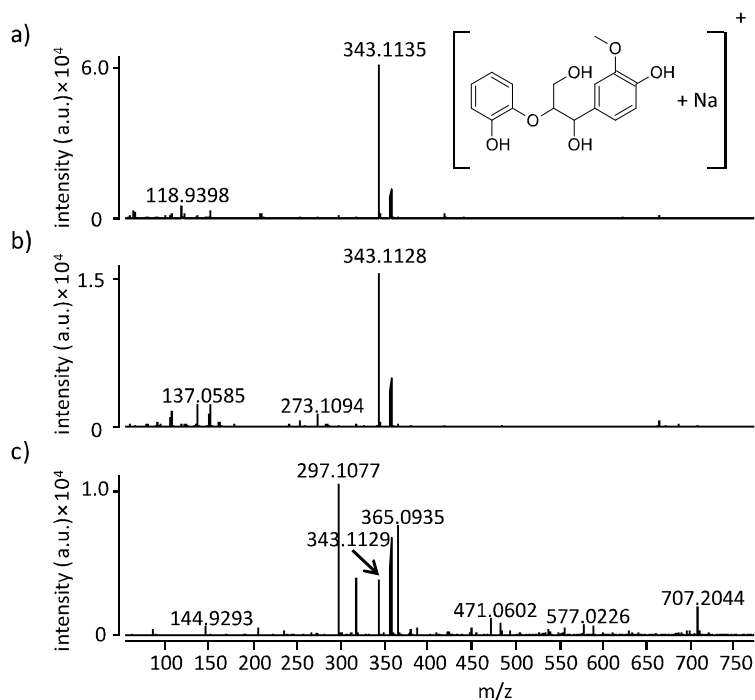 a)
intensity (a.u.)×10⁴
6.0
0
118.9398
343.1135
O
OH
OH
O
OH
OH
+ Na
+
b)
intensity (a.u.)×10⁴
1.5
0
137.0585
273.1094
343.1128
c)
intensity (a.u.)×10⁴
1.0
0
144.9293
297.1077
343.1129
365.0935
471.0602
577.0226
707.2044
100 150 200 250 300 350 400 450 500 550 600 650 700 750
m/z